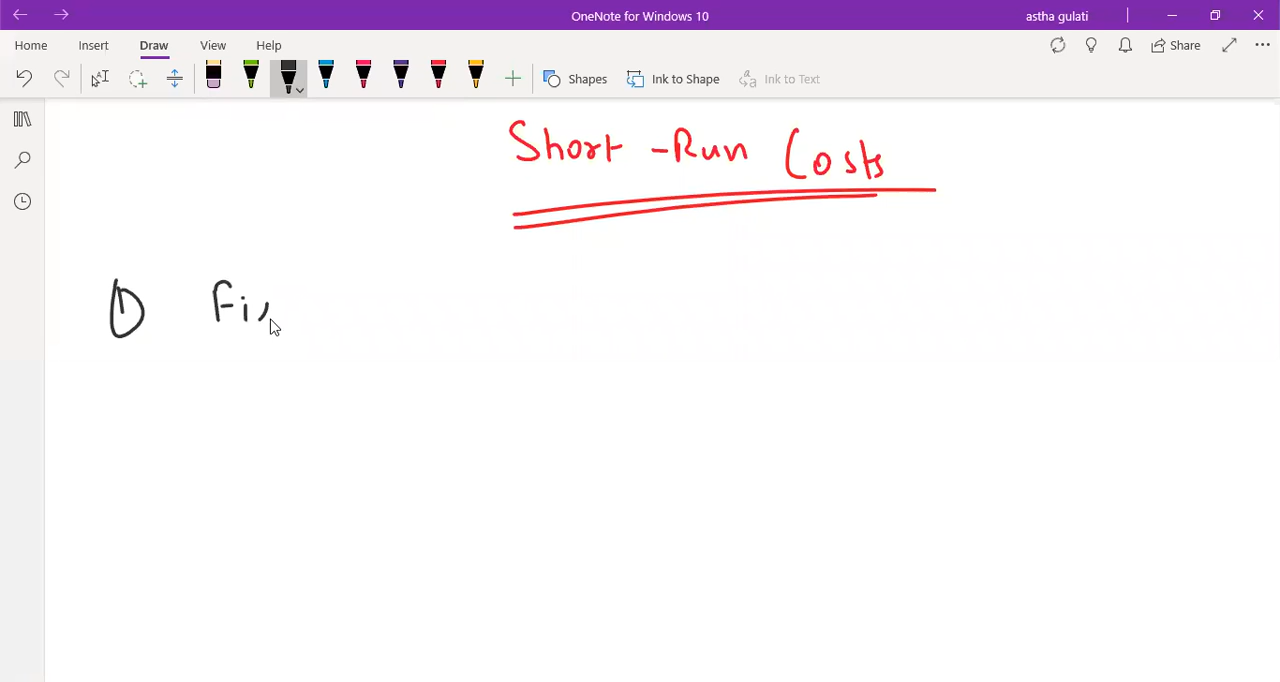 OneNote for Windows 10
astha gulati
Home Insert Draw View Help
Share
Shapes Ink to Shape Ink to Text
Short-Run Costs
① Fi